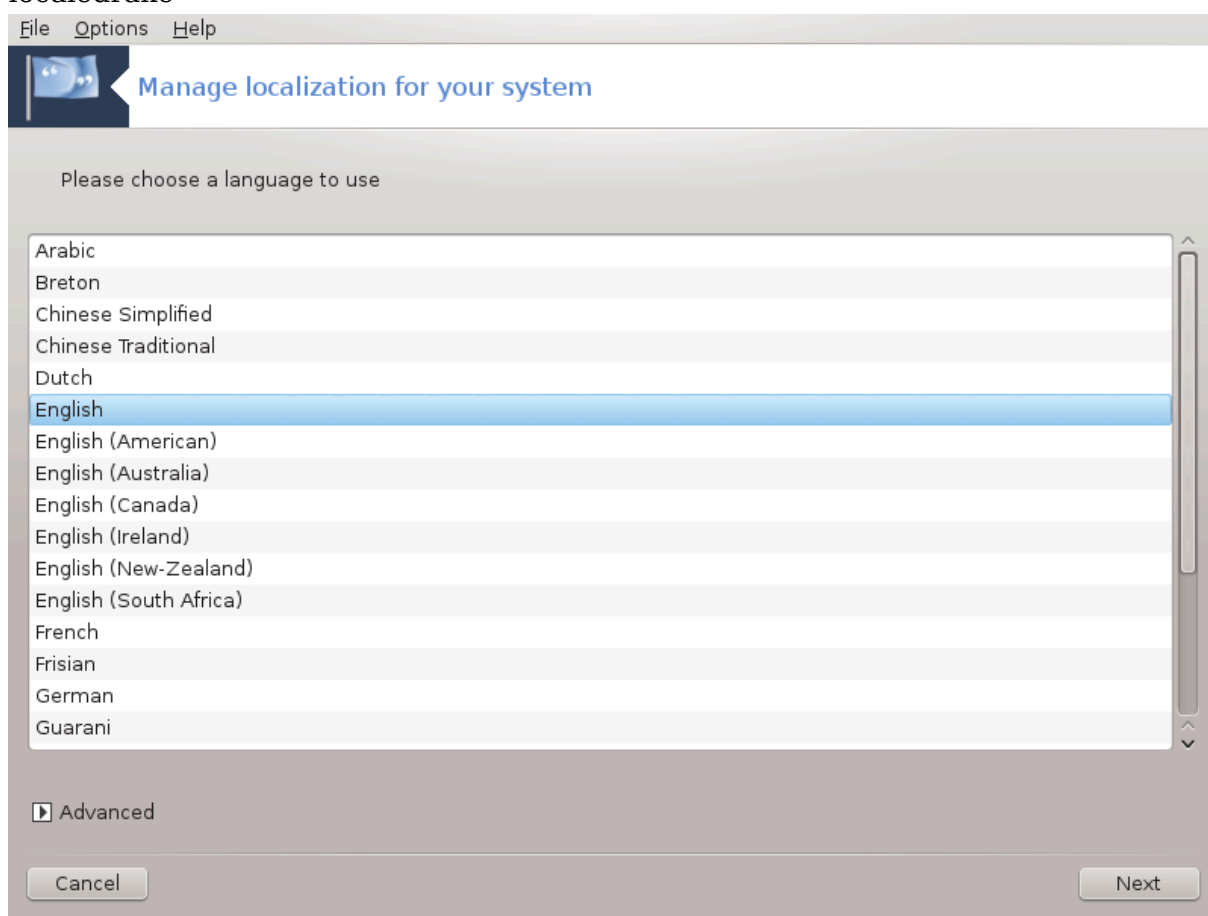 File Options Help
Manage localization for your system
Please choose a language to use
Arabic
Breton
Chinese Simplified
Chinese Traditional
Dutch
English
English (American)
English (Australia)
English (Canada)
English (Ireland)
English (New-Zealand)
English (South Africa)
French
Frisian
German
Guarani
Advanced
Cancel Next